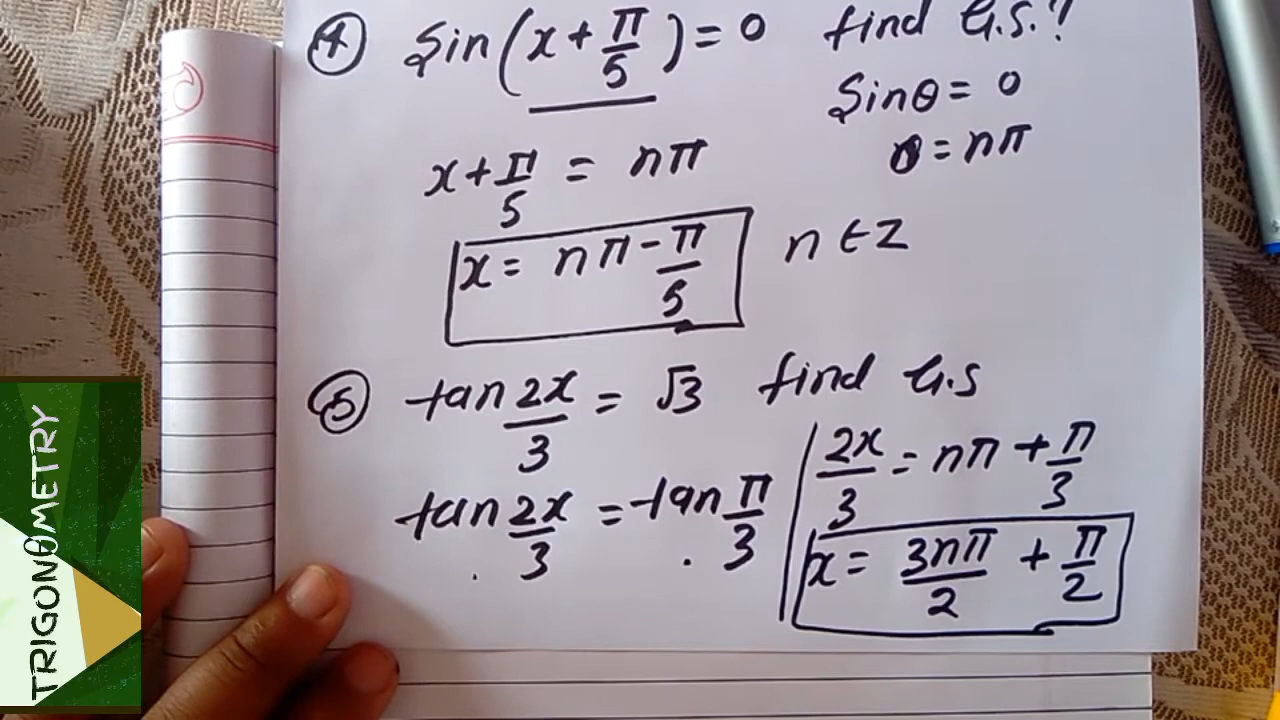 ④ Sin(x + π/5) = 0 find G.S.?
Sinθ = 0
θ = nπ
x + π/5 = nπ
x = nπ - π/5 n ∈ Z
⑤ tan 2x/3 = √3 find G.S
tan 2x/3 = tan π/3
2x/3 = nπ + π/3
x = 3nπ/2 + π/2
TRIGONθMETRY